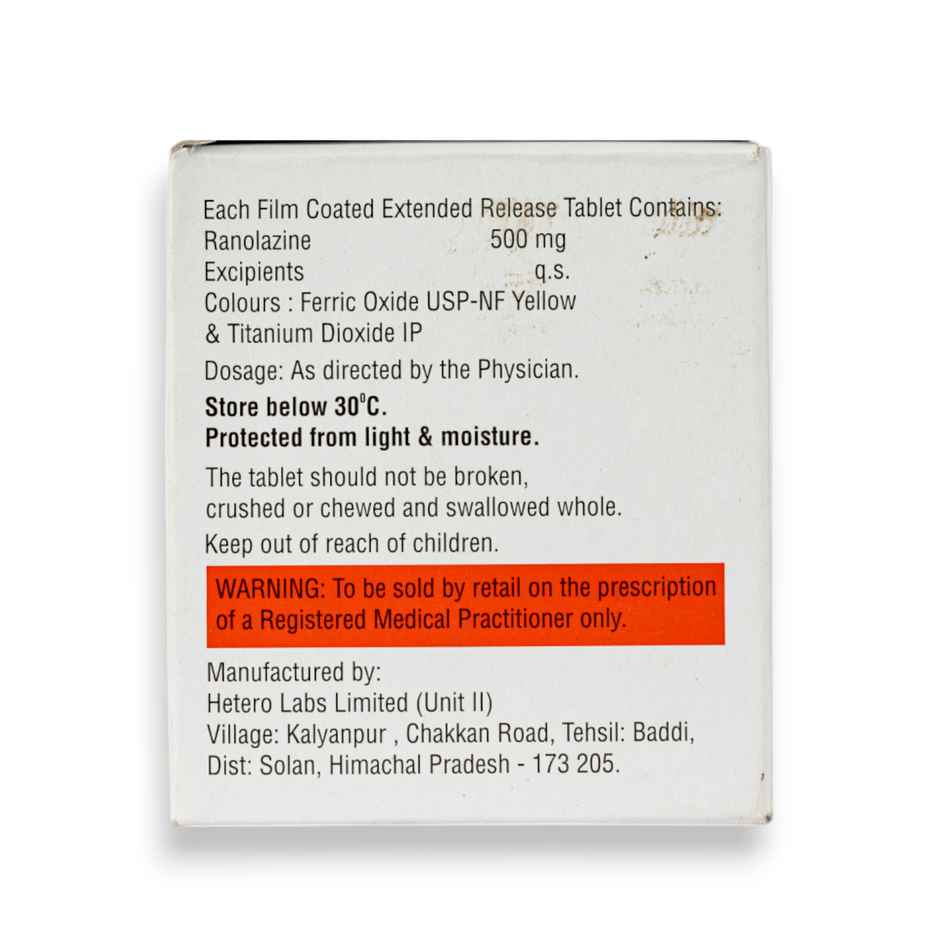 Each Film Coated Extended Release Tablet Contains:
Ranolazine 500 mg
Excipients q.s.
Colours : Ferric Oxide USP-NF Yellow
& Titanium Dioxide IP
Dosage: As directed by the Physician.
Store below 30⁰C.
Protected from light & moisture.
The tablet should not be broken,
crushed or chewed and swallowed whole.
Keep out of reach of children.
WARNING: To be sold by retail on the prescription
of a Registered Medical Practitioner only.
Manufactured by:
Hetero Labs Limited (Unit II)
Village: Kalyanpur , Chakkan Road, Tehsil: Baddi,
Dist: Solan, Himachal Pradesh - 173 205.